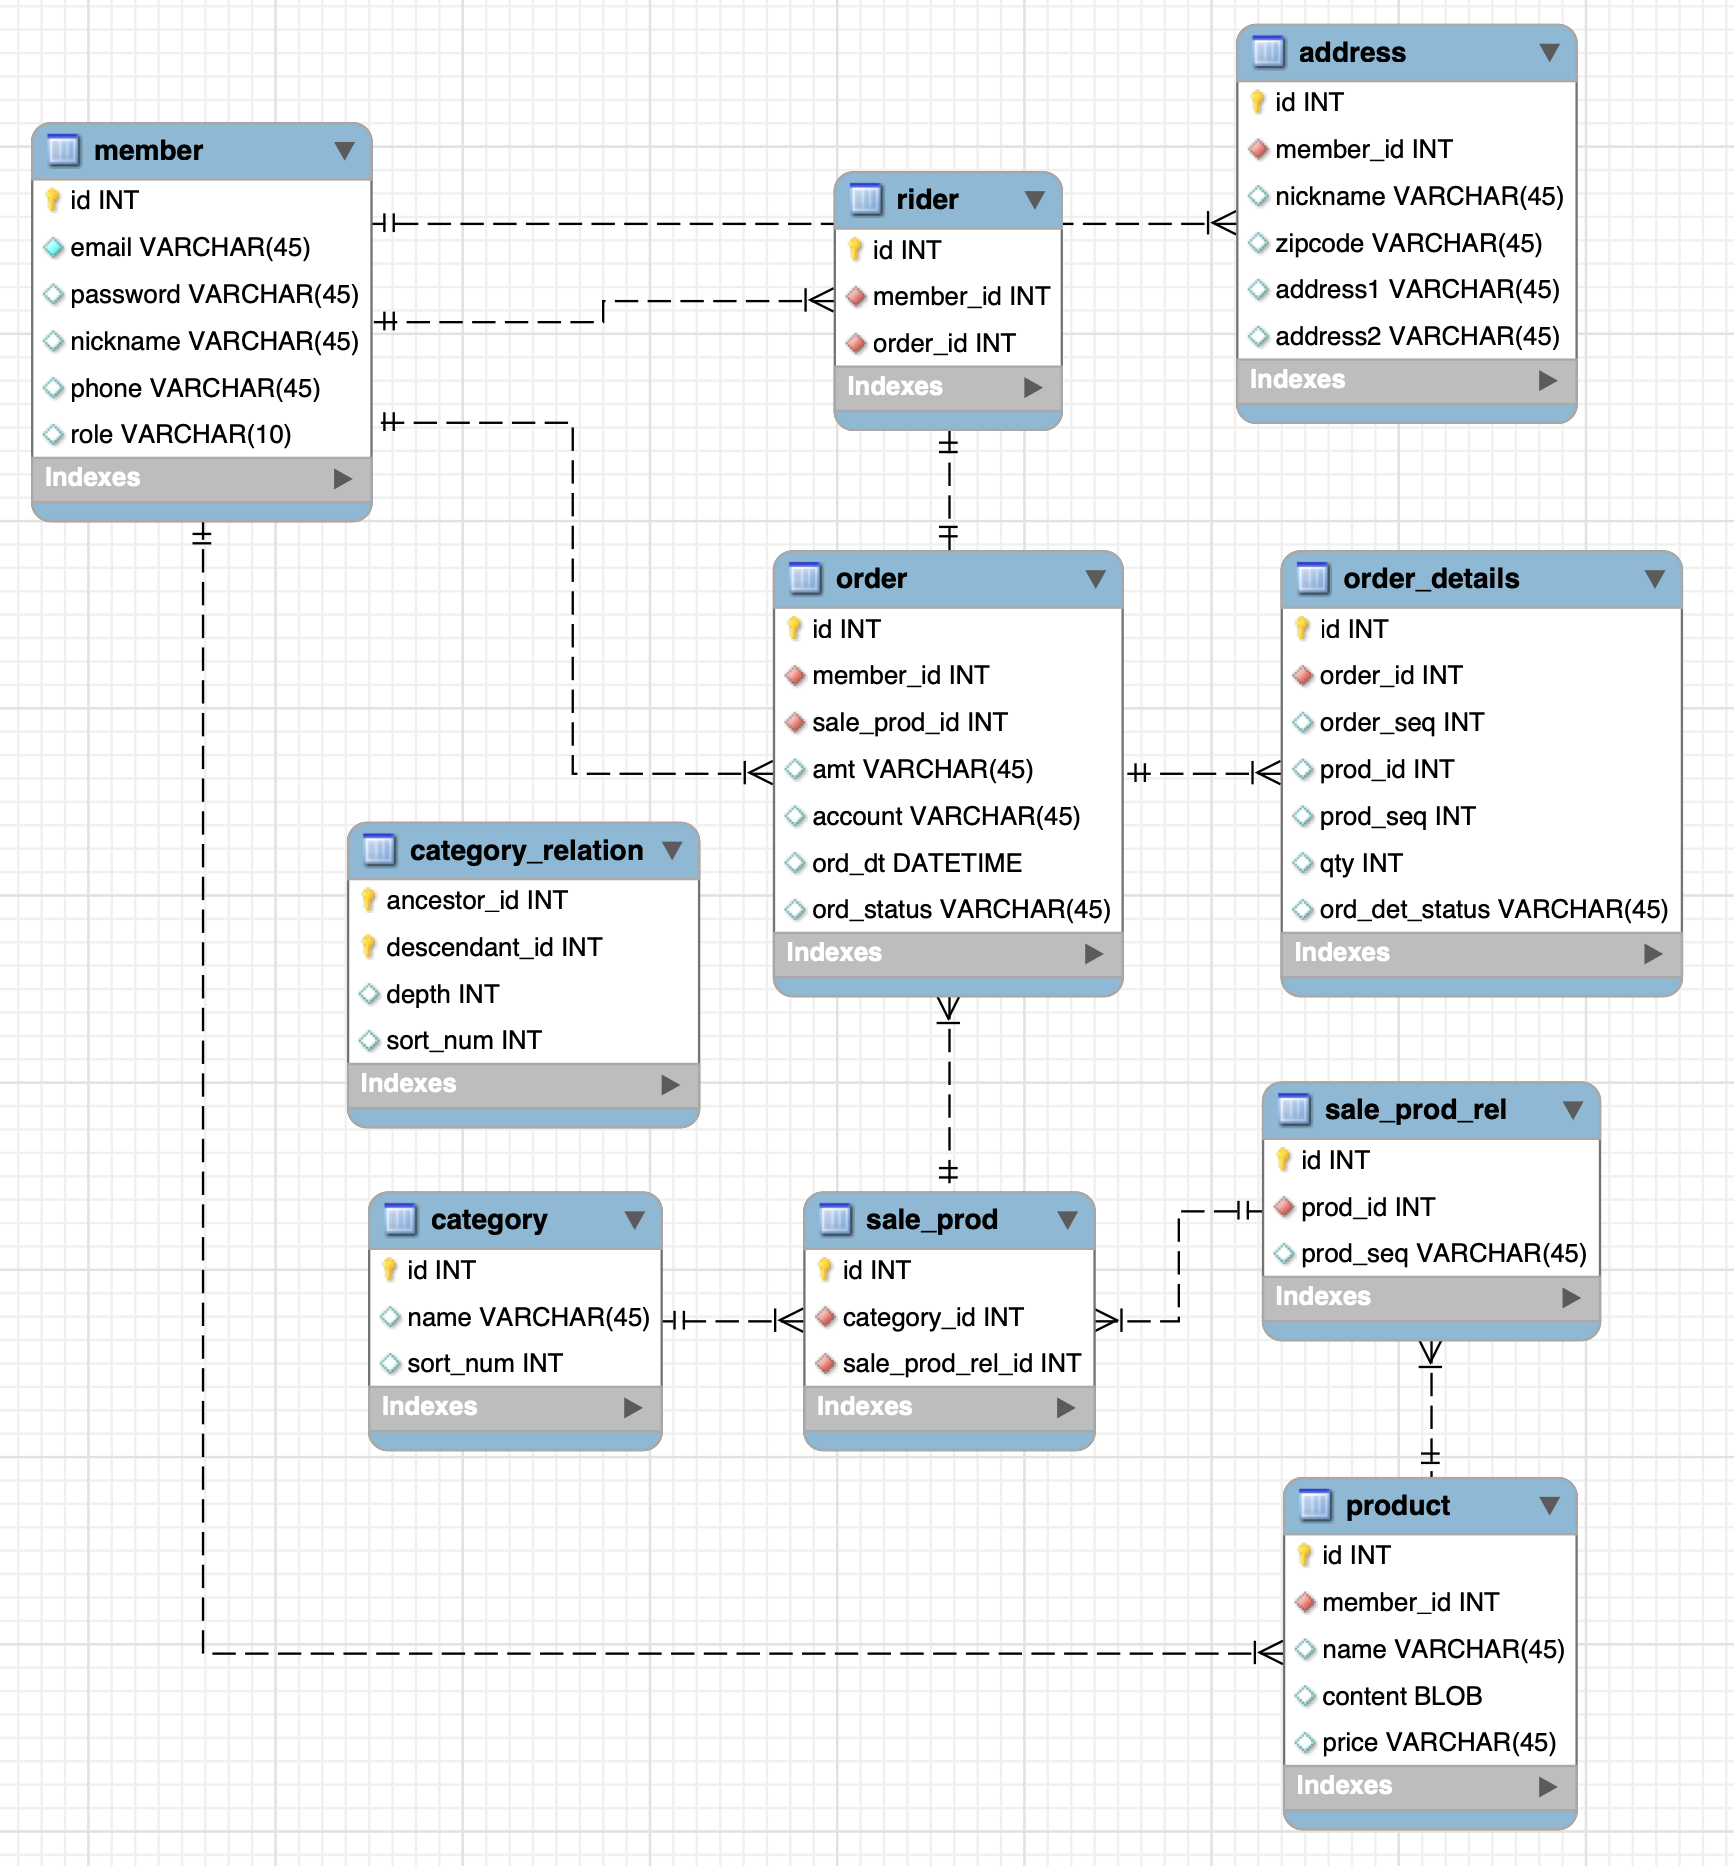 address
id INT
member_id INT
nickname VARCHAR(45)
zipcode VARCHAR(45)
address1 VARCHAR(45)
address2 VARCHAR(45)
Indexes
member
id INT
email VARCHAR(45)
password VARCHAR(45)
nickname VARCHAR(45)
phone VARCHAR(45)
role VARCHAR(10)
Indexes
rider
id INT
member_id INT
order_id INT
Indexes
order
id INT
member_id INT
sale_prod_id INT
amt VARCHAR(45)
account VARCHAR(45)
ord_dt DATETIME
ord_status VARCHAR(45)
Indexes
order_details
id INT
order_id INT
order_seq INT
prod_id INT
prod_seq INT
qty INT
ord_det_status VARCHAR(45)
Indexes
category_relation
ancestor_id INT
descendant_id INT
depth INT
sort_num INT
Indexes
sale_prod_rel
id INT
prod_id INT
prod_seq VARCHAR(45)
Indexes
category
id INT
name VARCHAR(45)
sort_num INT
Indexes
sale_prod
id INT
category_id INT
sale_prod_rel_id INT
Indexes
product
id INT
member_id INT
name VARCHAR(45)
content BLOB
price VARCHAR(45)
Indexes